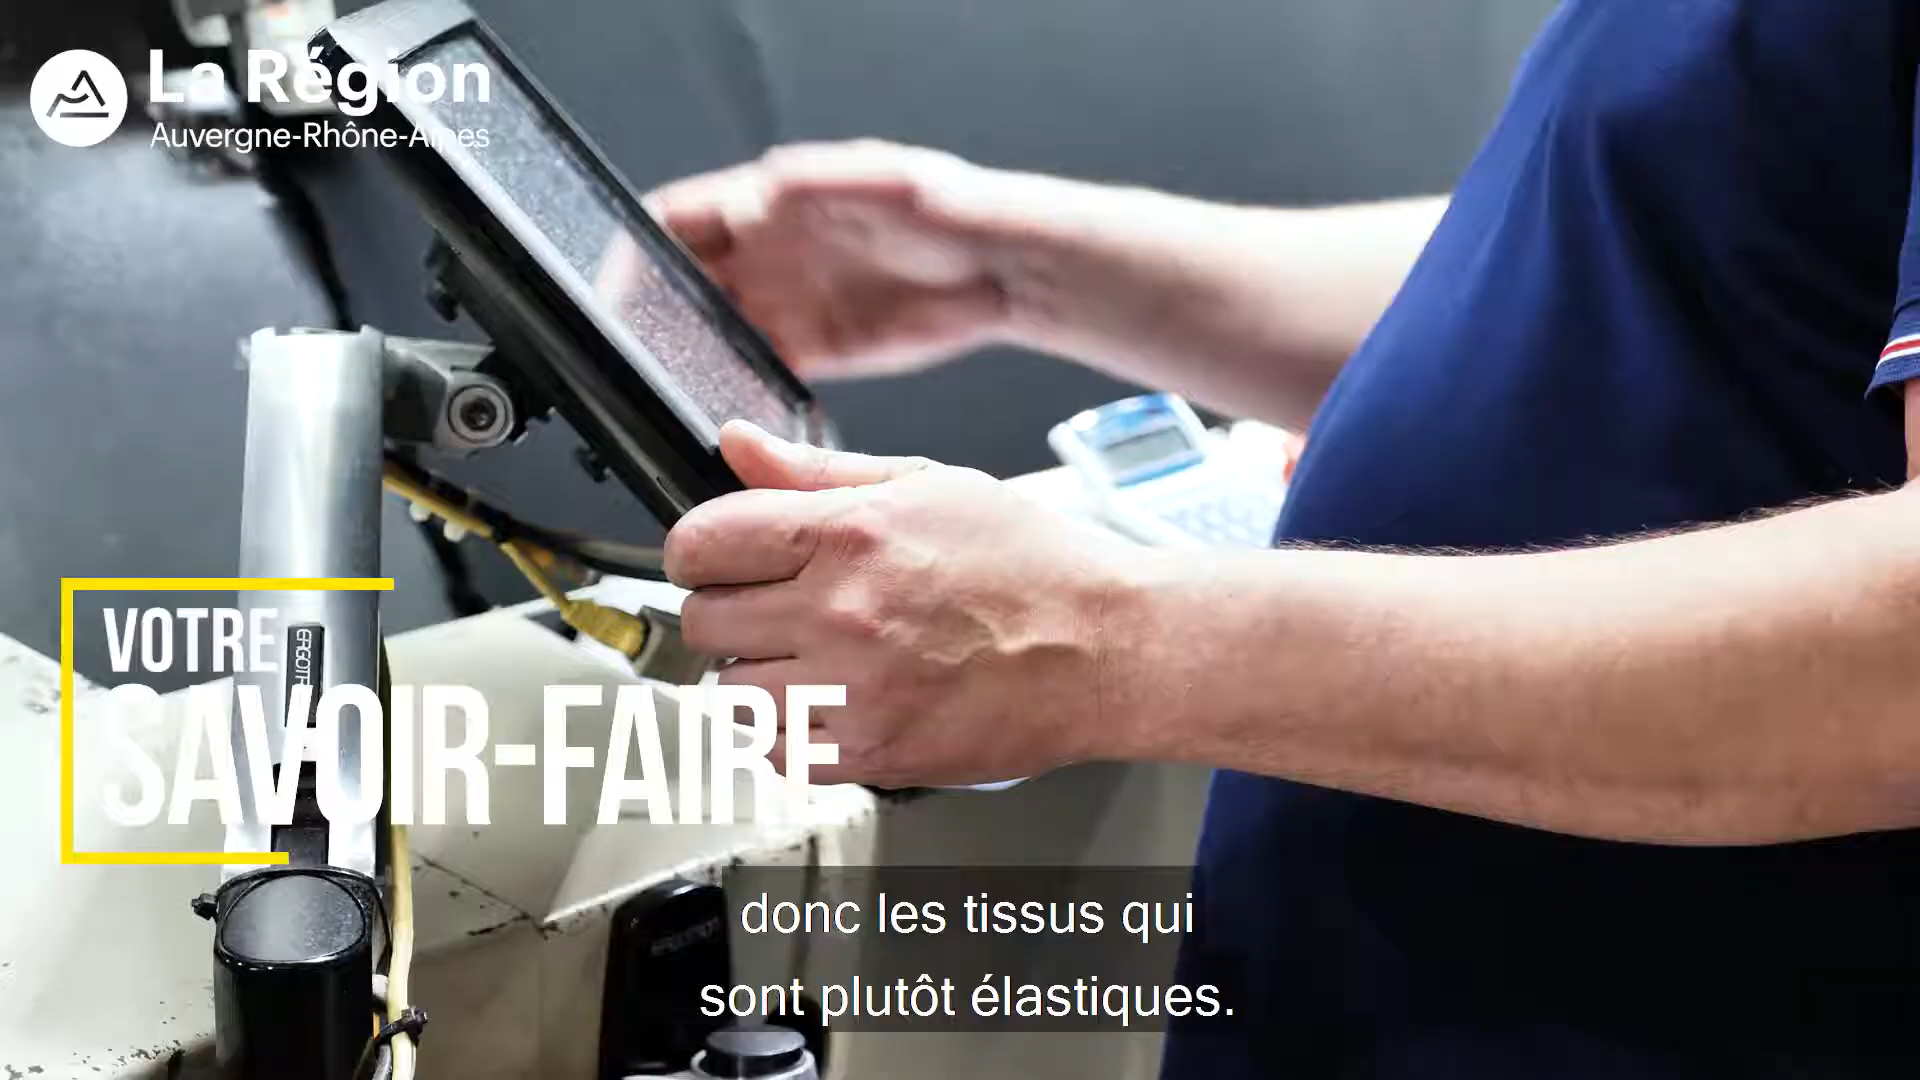 La Région
Auvergne-Rhône-Alpes
VOTRE
SAVOIR-FAIRE
donc les tissus qui
sont plutôt élastiques.